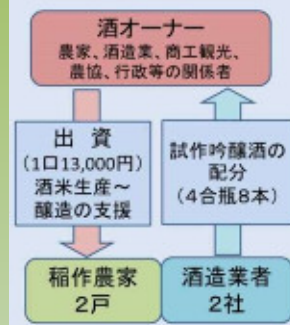 酒オーナー
農家、酒造業、商工観光、
農協、行政等の関係者
出 資
(1口13,000円)
酒米生産～
醸造の支援
試作吟醸酒の
配分
(4合瓶8本)
稲作農家
2戸
酒造業者
2社